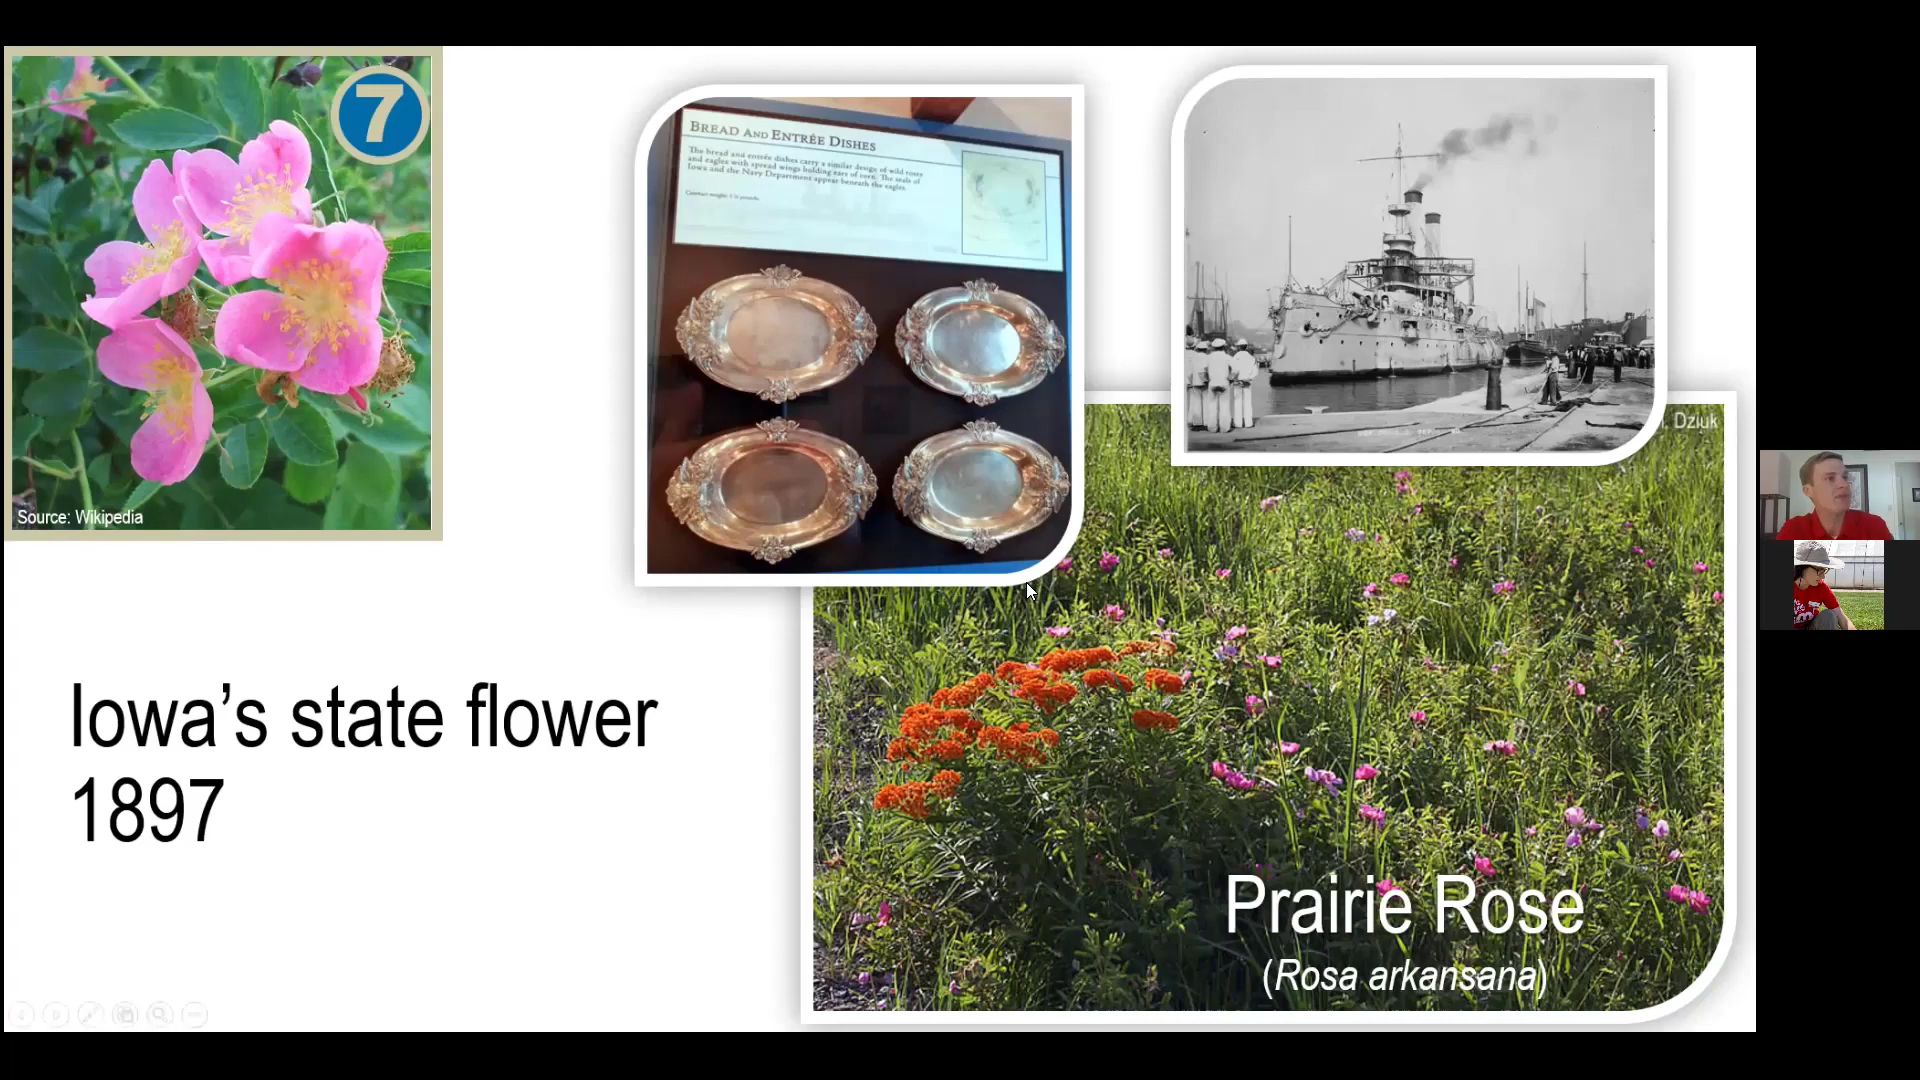 7
Source: Wikipedia
BREAD AND ENTRÉE DISHES
The bread and entrée dishes carry a similar design of wild roses
and eagles with spread wings holding ears of corn. The seals of
Iowa and the Navy Department appear beneath the eagles.
Dziuk
Iowa's state flower
1897
Prairie Rose
(Rosa arkansana)